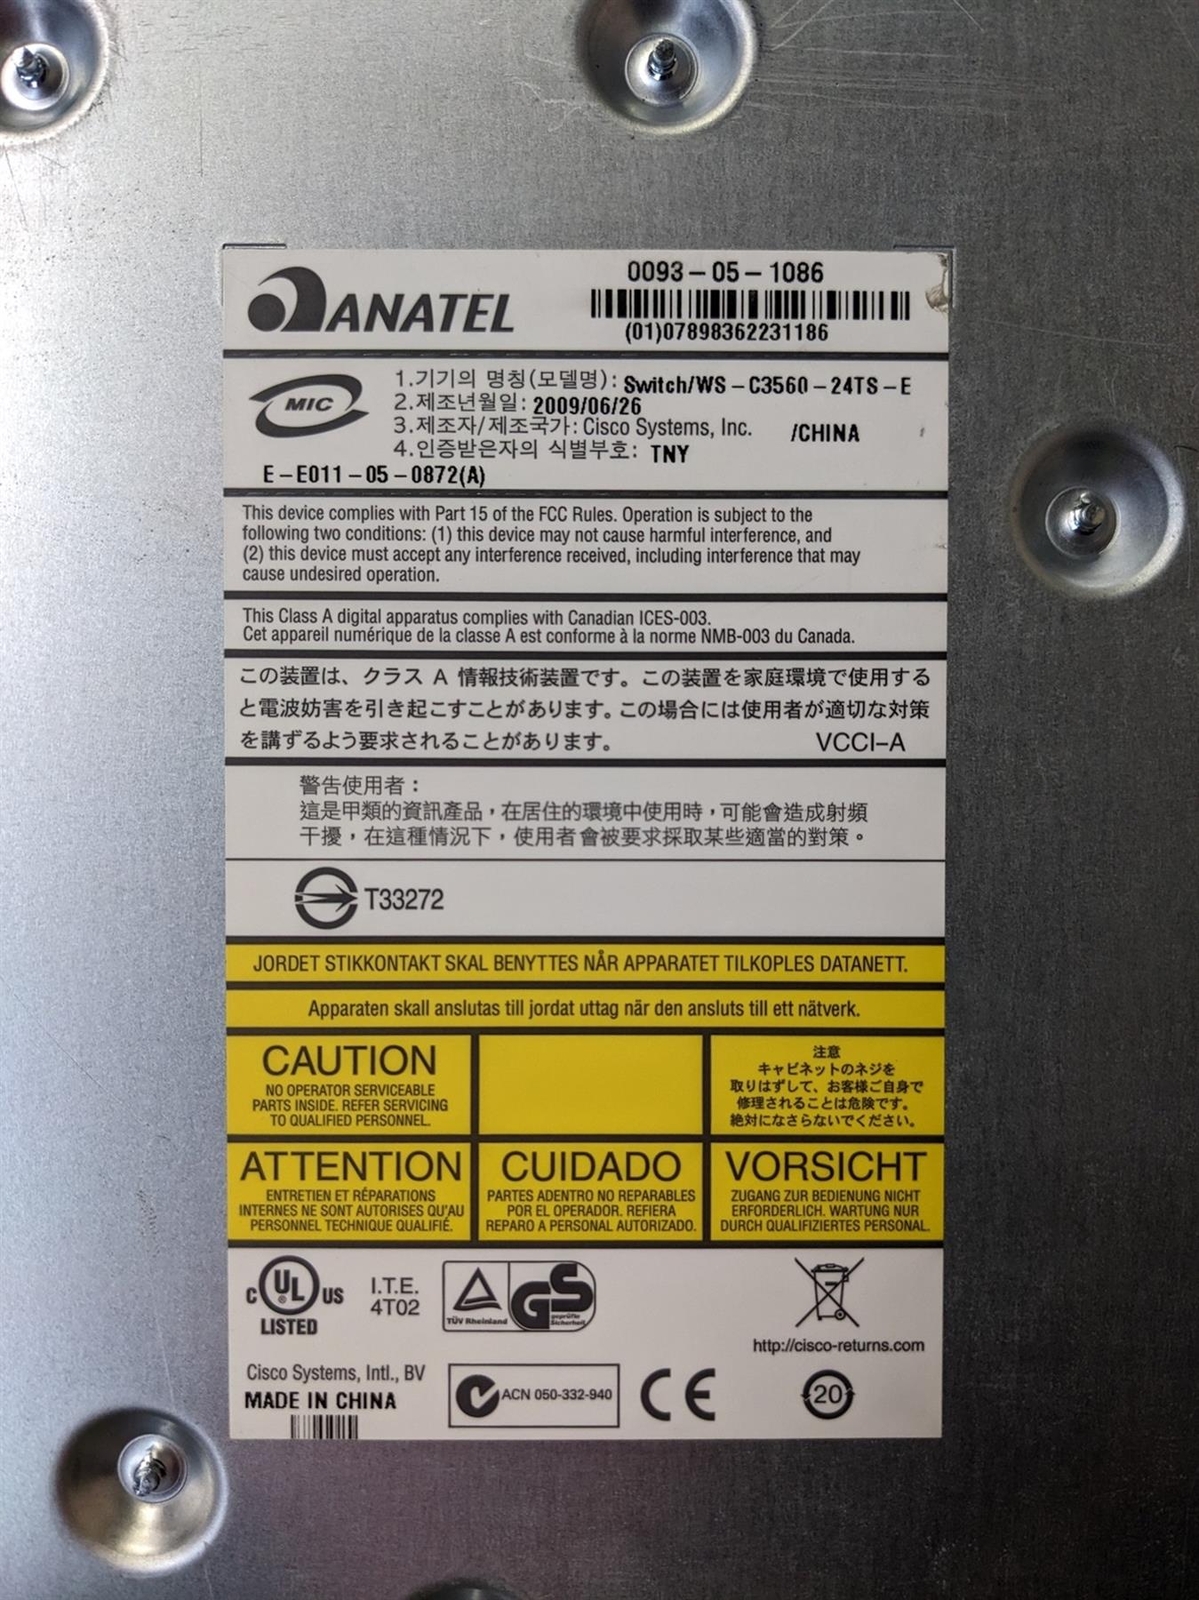 ANATEL
0093-05-1086
(01)07898362231186
MIC
1.기기의 명칭(모델명): Switch/WS-C3560-24TS-E
2.제조년월일: 2009/06/26
3.제조자/제조국가: Cisco Systems, Inc. /CHINA
4.인증받은자의 식별부호: TNY
E-E011-05-0872(A)
This device complies with Part 15 of the FCC Rules. Operation is subject to the
following two conditions: (1) this device may not cause harmful interference, and
(2) this device must accept any interference received, including interference that may
cause undesired operation.
This Class A digital apparatus complies with Canadian ICES-003.
Cet appareil numérique de la classe A est conforme à la norme NMB-003 du Canada.
この装置は、クラス A 情報技術装置です。この装置を家庭環境で使用する
と電波妨害を引き起こすことがあります。この場合には使用者が適切な対策
を講ずるよう要求されることがあります。 VCCI-A
警告使用者：
這是甲類的資訊產品，在居住的環境中使用時，可能會造成射頻
干擾，在這種情況下，使用者會被要求採取某些適當的對策。
T33272
JORDET STIKKONTAKT SKAL BENYTTES NÅR APPARATET TILKOPLES DATANETT.
Apparaten skall anslutas till jordat uttag när den ansluts till ett nätverk.
CAUTION
NO OPERATOR SERVICEABLE
PARTS INSIDE. REFER SERVICING
TO QUALIFIED PERSONNEL.
注意
キャビネットのネジを
取りはずして、お客様ご自身で
修理されることは危険です。
絶対になさらないでください。
ATTENTION
ENTRETIEN ET RÉPARATIONS
INTERNES NE SONT AUTORISES QU'AU
PERSONNEL TECHNIQUE QUALIFIÉ.
CUIDADO
PARTES ADENTRO NO REPARABLES
POR EL OPERADOR. REFIERA
REPARO A PERSONAL AUTORIZADO.
VORSICHT
ZUGANG ZUR BEDIENUNG NICHT
ERFORDERLICH. WARTUNG NUR
DURCH QUALIFIZIERTES PERSONAL.
C UL® US
LISTED
I.T.E.
4T02
TÜV Rheinland
GS
geprüfte
Sicherheit
http://cisco-returns.com
Cisco Systems, Intl., BV
MADE IN CHINA
ACN 050-332-940
CE
20